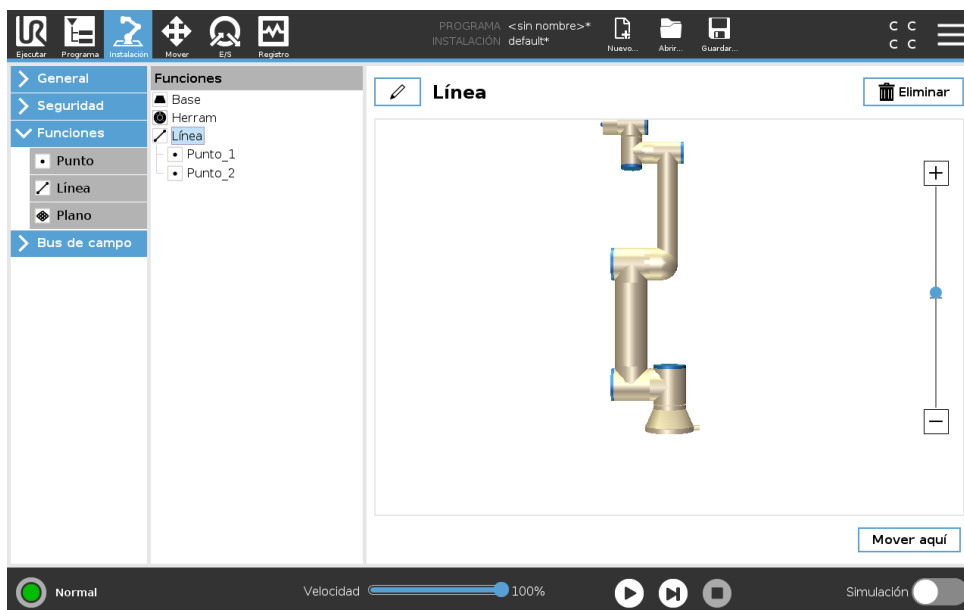 UR
Ejecutar
Programa
Instalación
Mover
E/S
Registro
PROGRAMA <sin nombre>*
INSTALACIÓN default*
Nuevo...
Abrir...
Guardar...
C C
C C
General
Seguridad
Funciones
Punto
Línea
Plano
Bus de campo
Funciones
Base
Herram
Línea
Punto_1
Punto_2
Línea
Eliminar
Mover aquí
Normal
Velocidad
100%
Simulación